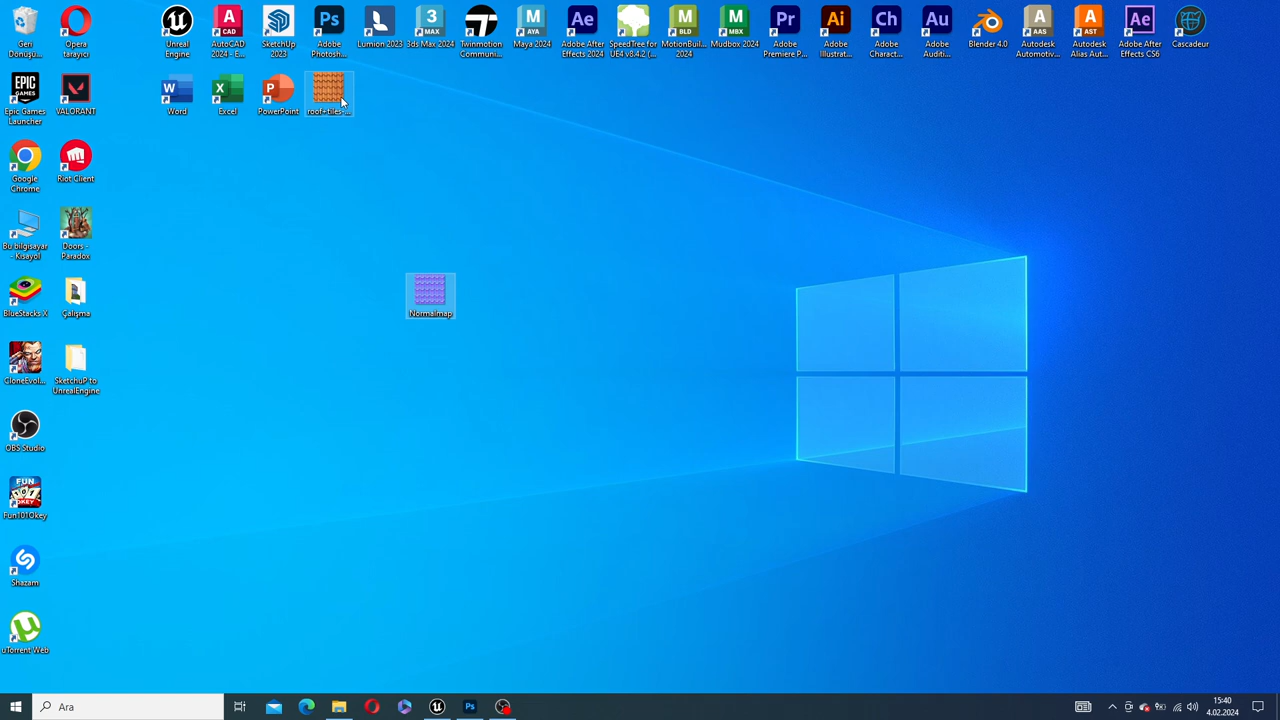 Geri
Dönüşü...
Opera
tarayıcı
Unreal
Engine
AutoCAD
2024 - E...
SketchUp
2023
Adobe
Photosh...
Lumion 2023
3ds Max 2024
Twinmotion
Communi...
Maya 2024
Adobe After
Effects 2024
SpeedTree for
UE4 v8.4.2 (...
MotionBuil...
2024
Mudbox 2024
Adobe
Premiere P...
Adobe
Illustrat...
Adobe
Charact...
Adobe
Auditi...
Blender 4.0
Autodesk
Automotiv...
Autodesk
Alias Aut...
Adobe After
Effects CS6
Cascadeur
Epic Games
Launcher
VALORANT
Word
Excel
PowerPoint
roof+tiles-...
Google
Chrome
Riot Client
Bu bilgisayar
- Kısayol
Doors -
Paradox
BlueStacks X
Çalışma
Normalmap
CloneEvol...
SketchuP to
UnrealEngine
OBS Studio
Fun101Okey
Shazam
uTorrent Web
Ara
15:40
4.02.2024